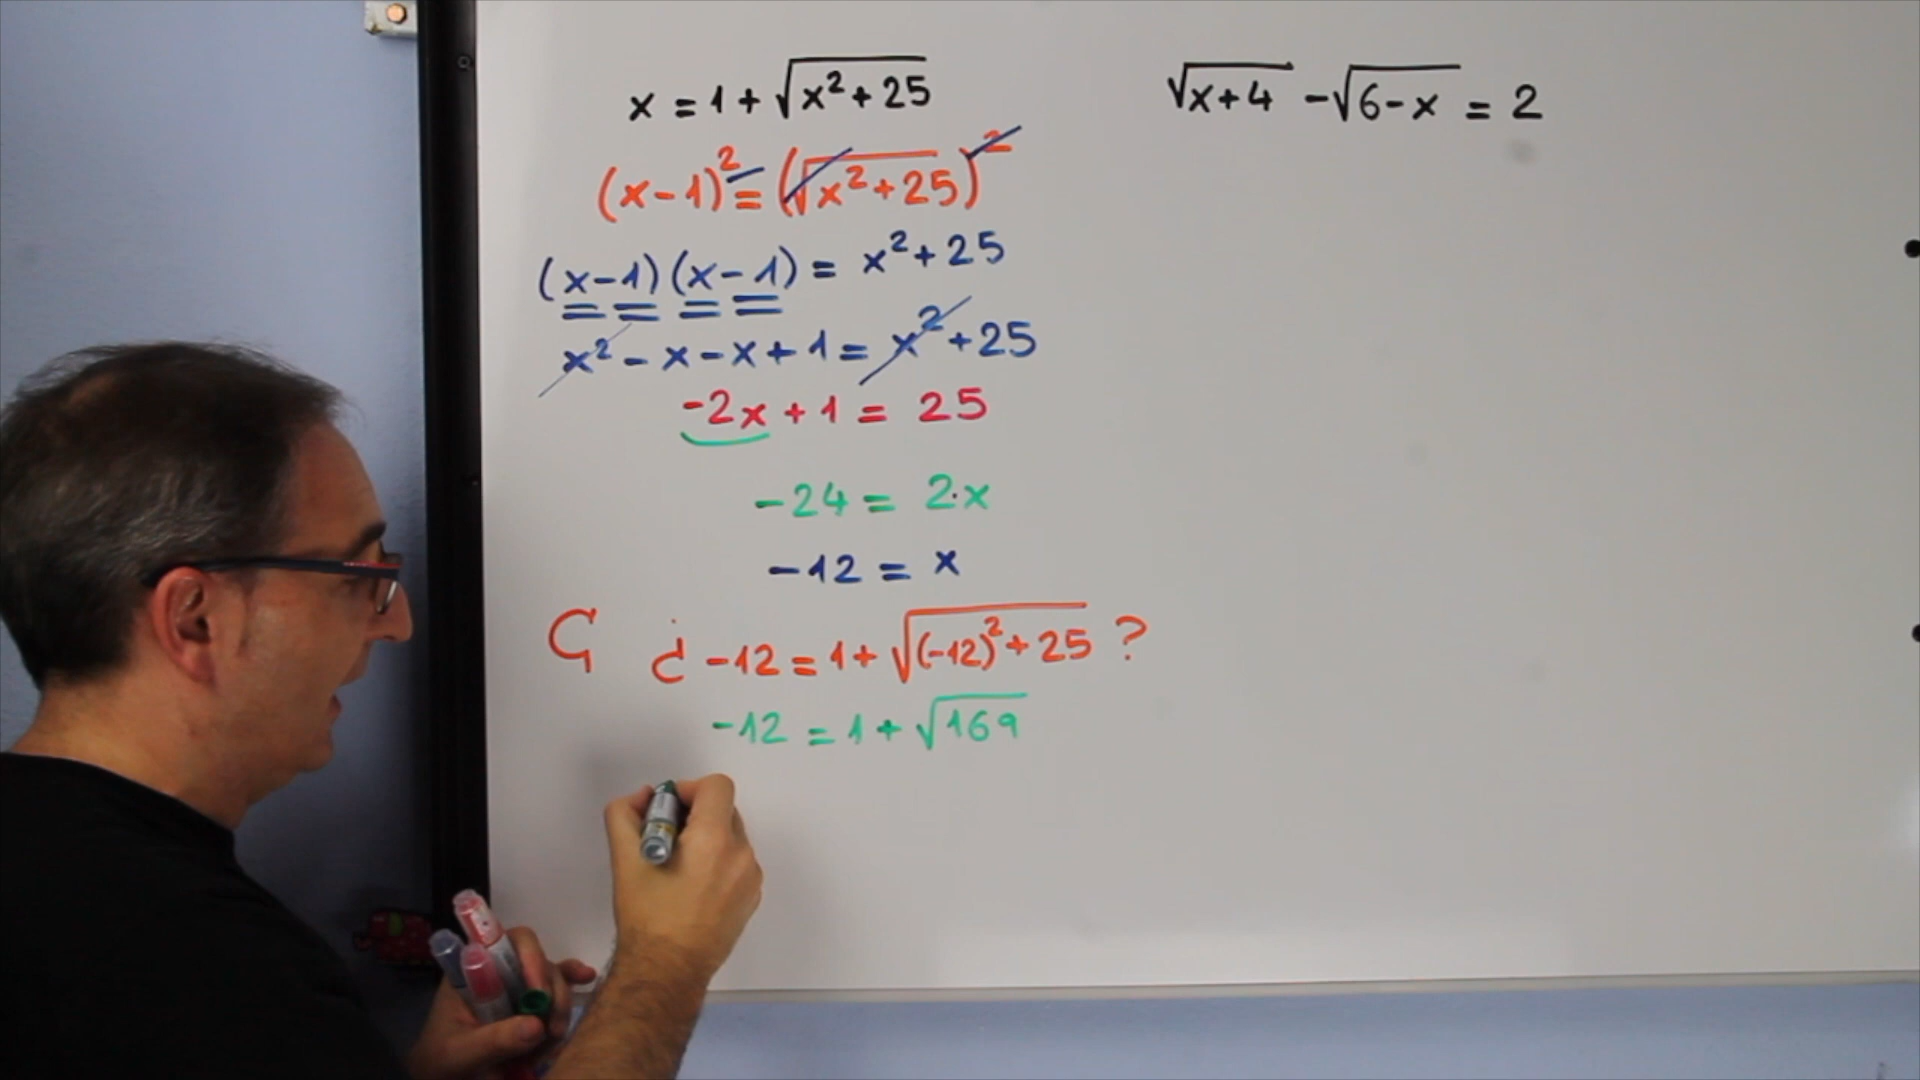 x = 1 + √(x² + 25)
(x - 1)² = (√(x² + 25))²
(x - 1)(x - 1) = x² + 25
x² - x - x + 1 = x² + 25
-2x + 1 = 25
-24 = 2·x
-12 = x
¿ -12 = 1 + √((-12)² + 25) ?
-12 = 1 + √169
√(x + 4) - √(6 - x) = 2